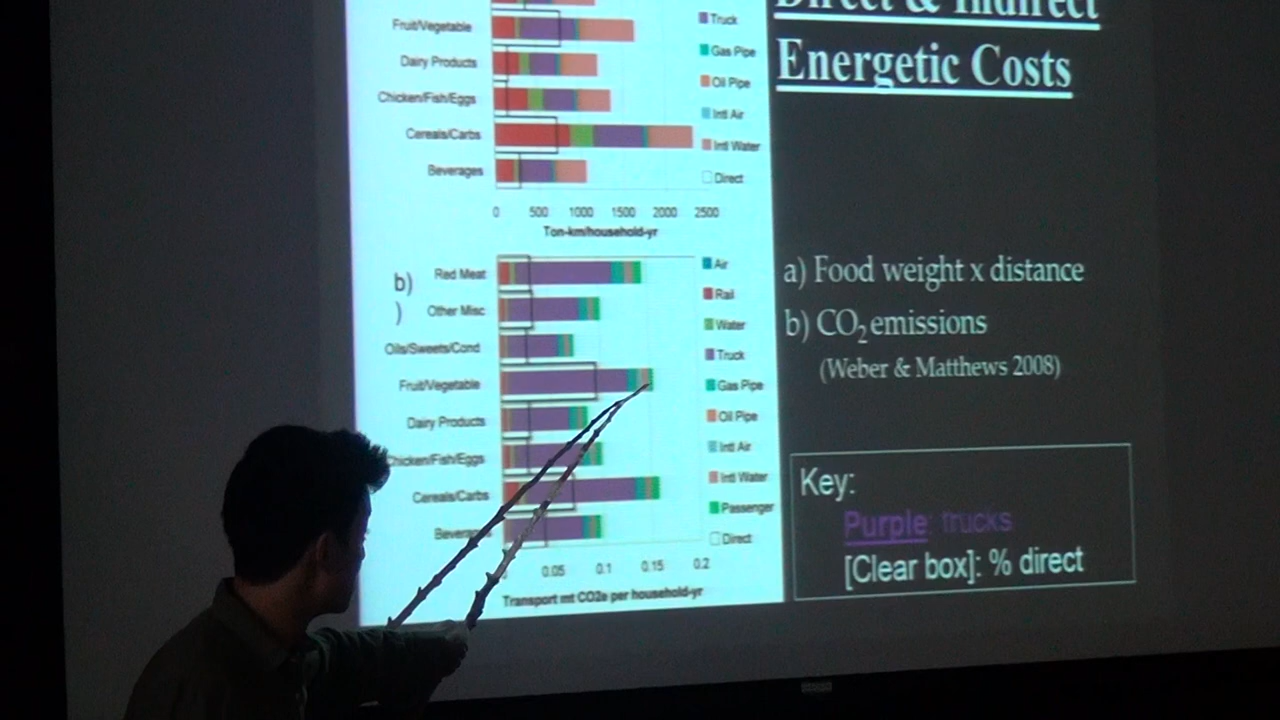 Direct & Indirect
Energetic Costs
Fruit/Vegetable
Dairy Products
Chicken/Fish/Eggs
Cereals/Carbs
Beverages
Truck
Gas Pipe
Oil Pipe
Intl Air
Intl Water
Direct
0 500 1000 1500 2000 2500
Ton-km/household-yr
b)
)
Red Meat
Other Misc
Oils/Sweets/Cond
Fruit/Vegetable
Dairy Products
Chicken/Fish/Eggs
Cereals/Carbs
Air
Rail
Water
Truck
Gas Pipe
Oil Pipe
Intl Air
Intl Water
Passenger
Direct
0.05 0.1 0.15 0.2
Transport mt CO2e per household-yr
a) Food weight x distance
b) CO2 emissions
(Weber & Matthews 2008)
Key:
Purple: trucks
[Clear box]: % direct